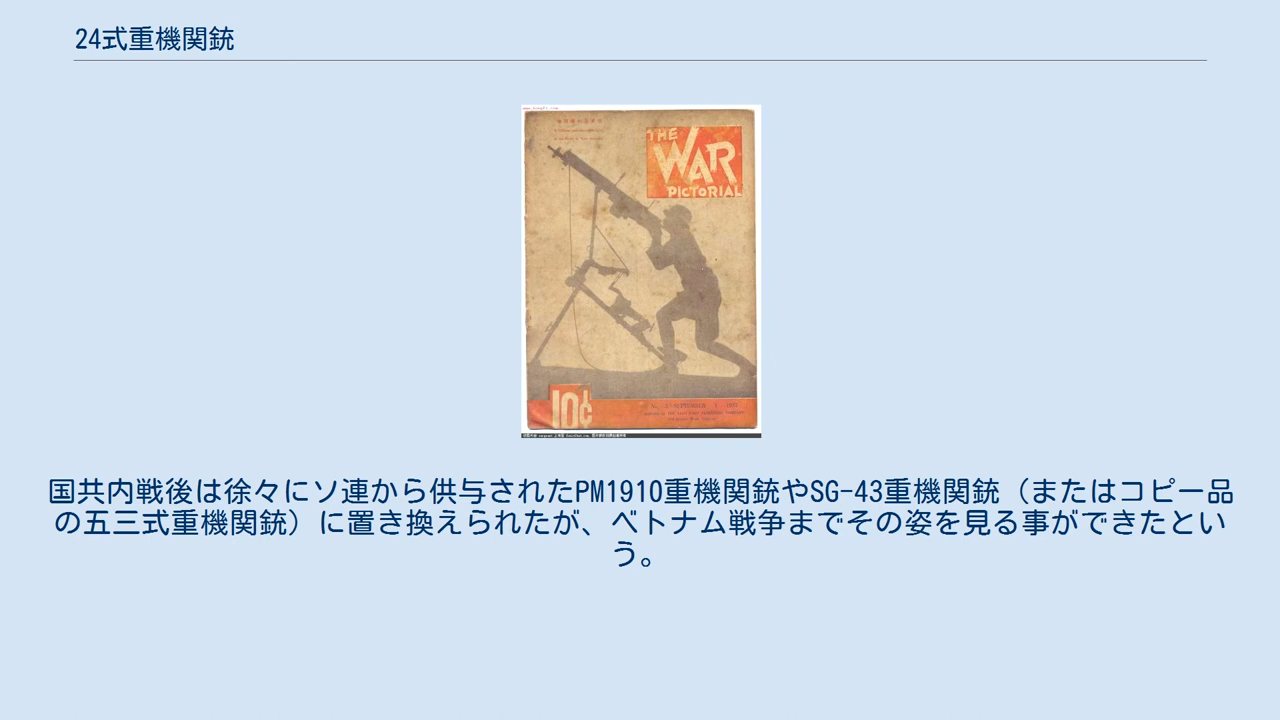 24式重機関銃
THE
WAR
PICTORIAL
10¢
国共内戦後は徐々にソ連から供与されたPM1910重機関銃やSG-43重機関銃（またはコピー品
の五三式重機関銃）に置き換えられたが、ベトナム戦争までその姿を見る事ができたとい
う。